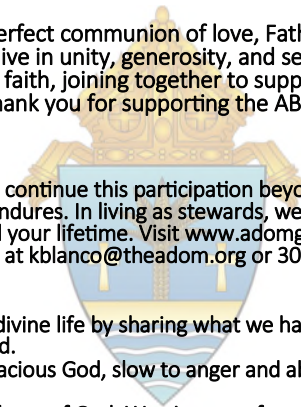 erfect communion of love, Fath
ive in unity, generosity, and se
faith, joining together to supp
hank you for supporting the AB
continue this participation beyo
ndures. In living as stewards, we
d your lifetime. Visit www.adomg
at kblanco@theadom.org or 30
divine life by sharing what we ha
d.
acious God, slow to anger and ab